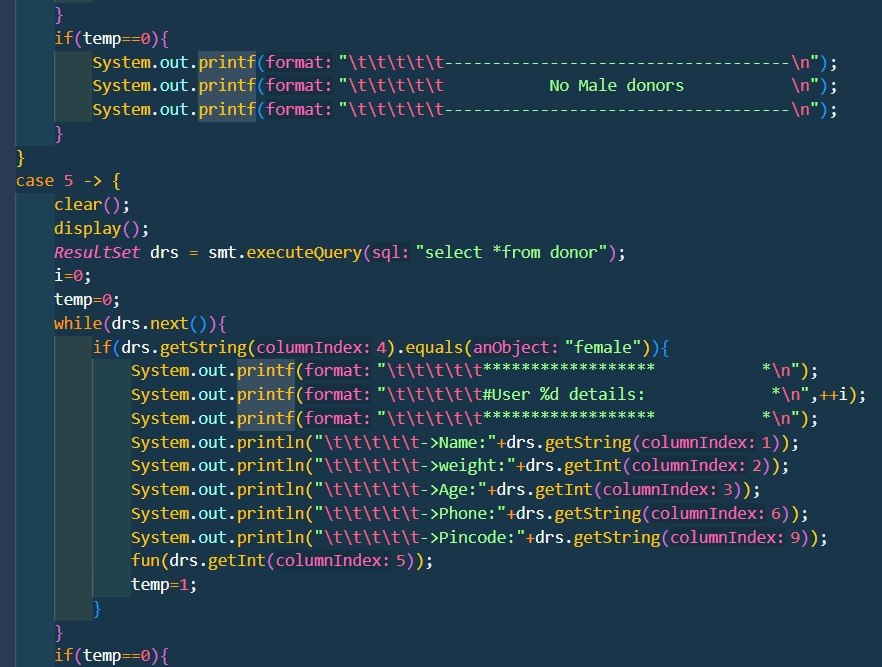 }
if(temp==0){
System.out.printf(format: "\t\t\t\t\t------------------------------------\n");
System.out.printf(format: "\t\t\t\t\t           No Male donors           \n");
System.out.printf(format: "\t\t\t\t\t------------------------------------\n");
}
}
case 5 -> {
clear();
display();
ResultSet drs = smt.executeQuery(sql: "select *from donor");
i=0;
temp=0;
while(drs.next()){
if(drs.getString(columnIndex: 4).equals(anObject: "female")){
System.out.printf(format: "\t\t\t\t\t******************           *\n");
System.out.printf(format: "\t\t\t\t\t#User %d details:             *\n",++i);
System.out.printf(format: "\t\t\t\t\t******************           *\n");
System.out.println("\t\t\t\t\t->Name:"+drs.getString(columnIndex: 1));
System.out.println("\t\t\t\t\t->weight:"+drs.getInt(columnIndex: 2));
System.out.println("\t\t\t\t\t->Age:"+drs.getInt(columnIndex: 3));
System.out.println("\t\t\t\t\t->Phone:"+drs.getString(columnIndex: 6));
System.out.println("\t\t\t\t\t->Pincode:"+drs.getString(columnIndex: 9));
fun(drs.getInt(columnIndex: 5));
temp=1;
}
}
if(temp==0){